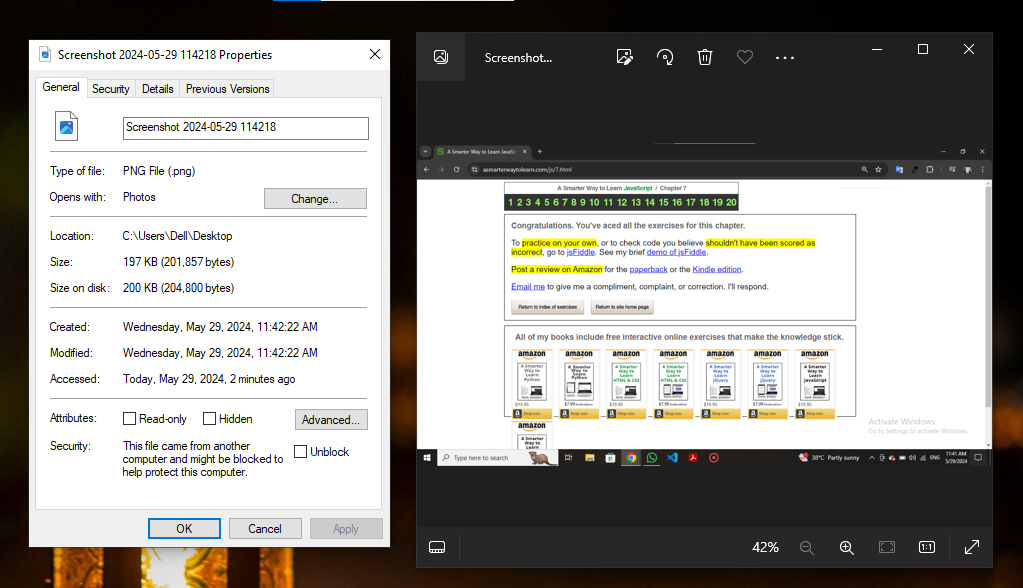 Screenshot 2024-05-29 114218 Properties
General
Security
Details
Previous Versions
Screenshot 2024-05-29 114218
Type of file:
PNG File (.png)
Opens with:
Photos
Change...
Location:
C:\Users\Dell\Desktop
Size:
197 KB (201,857 bytes)
Size on disk:
200 KB (204,800 bytes)
Created:
Wednesday, May 29, 2024, 11:42:22 AM
Modified:
Wednesday, May 29, 2024, 11:42:22 AM
Accessed:
Today, May 29, 2024, 2 minutes ago
Attributes:
Read-only
Hidden
Advanced...
Security:
This file came from another
computer and might be blocked to
help protect this computer.
Unblock
OK
Cancel
Apply
Screenshot...
A Smarter Way to Learn JavaSc
asmarterwaytolearn.com/js/7.html
A Smarter Way to Learn JavaScript / Chapter 7
1 2 3 4 5 6 7 8 9 10 11 12 13 14 15 16 17 18 19 20
Congratulations. You've aced all the exercises for this chapter.
To practice on your own, or to check code you believe shouldn't have been scored as
incorrect, go to jsFiddle. See my brief demo of jsFiddle.
Post a review on Amazon for the paperback or the Kindle edition.
Email me to give me a compliment, complaint, or correction. I'll respond.
Return to index of exercises
Return to site home page
All of my books include free interactive online exercises that make the knowledge stick.
amazon
A Smarter
Way to
Learn
Python
$19.95
Shop now
amazon
A Smarter
Way to
Learn
Python
$7.99
Shop now
amazon
A Smarter
Way to
Learn
HTML & CSS
$19.95
Shop now
amazon
A Smarter
Way to
Learn
HTML & CSS
$7.99
Shop now
amazon
A Smarter
Way to
Learn
jQuery
$19.95
Shop now
amazon
A Smarter
Way to
Learn
jQuery
$7.99
Shop now
amazon
A Smarter
Way to
Learn
JavaScript
$19.95
Shop now
amazon
A Smarter
Way to
Learn
Activate Windows
Go to Settings to activate Windows.
Type here to search
38°C Partly sunny
ENG
11:41 AM
5/29/2024
42%
1:1